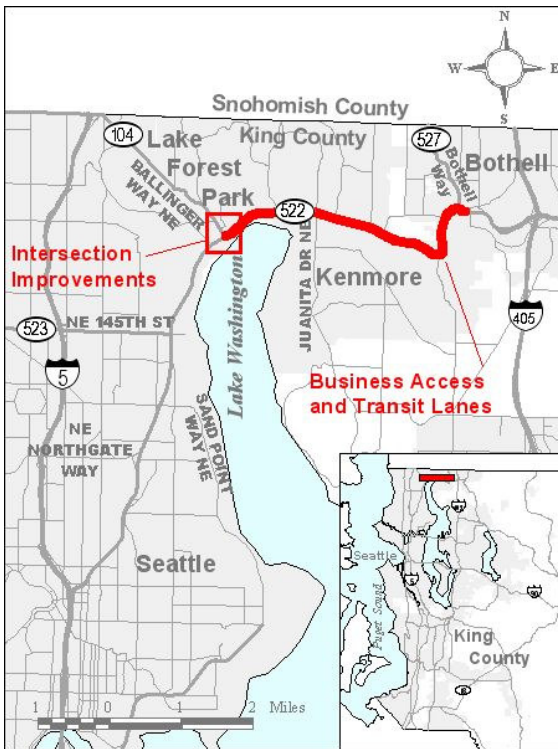 N
W
E
S
Snohomish County
King County
104
Lake
Forest
Park
BALLINGER
WAY NE
527
Bothell
Way
Bothell
522
Intersection
Improvements
Kenmore
JUANITA DR NE
Lake Washington
405
523
NE 145TH ST
5
Business Access
and Transit Lanes
SAND POINT
WAY NE
NE
NORTHGATE
WAY
Seattle
1
0
1
2
Miles
Seattle
5
Puget Sound
King
County